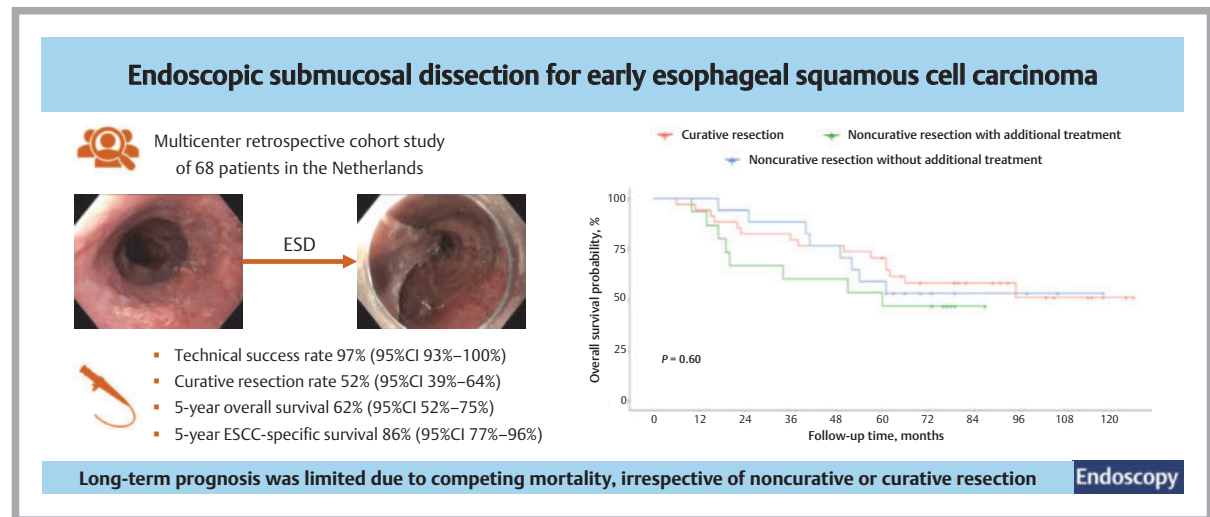 Endoscopic submucosal dissection for early esophageal squamous cell carcinoma
Multicenter retrospective cohort study
of 68 patients in the Netherlands
ESD
▪ Technical success rate 97% (95%CI 93%–100%)
▪ Curative resection rate 52% (95%CI 39%–64%)
▪ 5-year overall survival 62% (95%CI 52%–75%)
▪ 5-year ESCC-specific survival 86% (95%CI 77%–96%)
Curative resection
Noncurative resection with additional treatment
Noncurative resection without additional treatment
Overall survival probability, %
100
75
50
25
0
P = 0.60
0 12 24 36 48 60 72 84 96 108 120
Follow-up time, months
Long-term prognosis was limited due to competing mortality, irrespective of noncurative or curative resection
Endoscopy